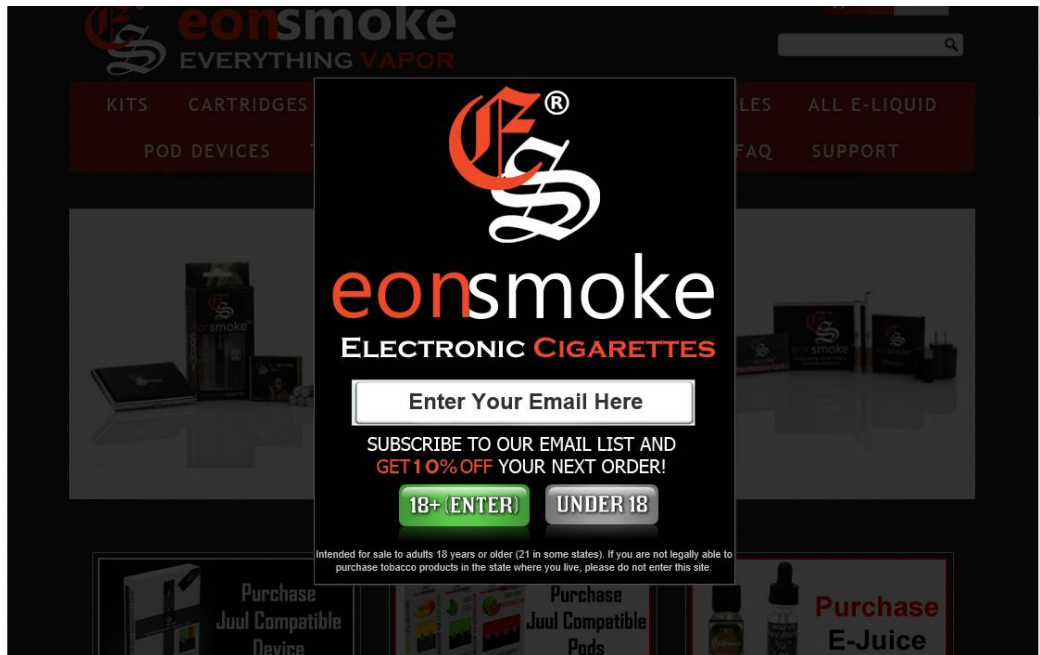 eonsmoke
EVERYTHING VAPOR
KITS CARTRIDGES ALL E-LIQUID
POD DEVICES FAQ SUPPORT
ES®
eonsmoke
ELECTRONIC CIGARETTES
Enter Your Email Here
SUBSCRIBE TO OUR EMAIL LIST AND
GET 10% OFF YOUR NEXT ORDER!
18+ (ENTER) UNDER 18
Intended for sale to adults 18 years or older (21 in some states). If you are not legally able to
purchase tobacco products in the state where you live, please do not enter this site.
Purchase
Juul Compatible
Device
Purchase
Juul Compatible
Pods
Purchase
E-Juice